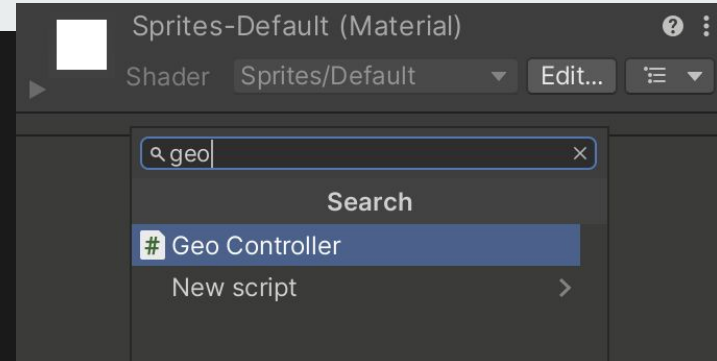 Sprites-Default (Material)
Shader Sprites/Default Edit...
geo
Search
# Geo Controller
New script